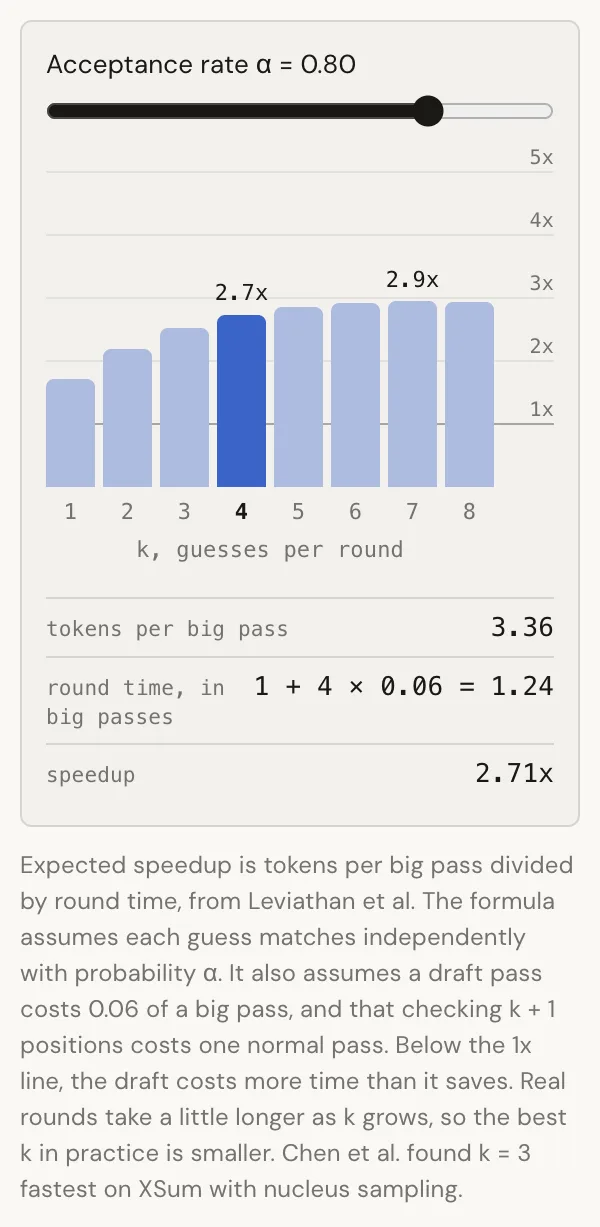 Acceptance rate α = 0.80
5x
4x
3x
2x
1x
2.7x
2.9x
1 2 3 4 5 6 7 8
k, guesses per round
tokens per big pass 3.36
round time, in 1 + 4 × 0.06 = 1.24
big passes
speedup 2.71x
Expected speedup is tokens per big pass divided
by round time, from Leviathan et al. The formula
assumes each guess matches independently
with probability α. It also assumes a draft pass
costs 0.06 of a big pass, and that checking k + 1
positions costs one normal pass. Below the 1x
line, the draft costs more time than it saves. Real
rounds take a little longer as k grows, so the best
k in practice is smaller. Chen et al. found k = 3
fastest on XSum with nucleus sampling.